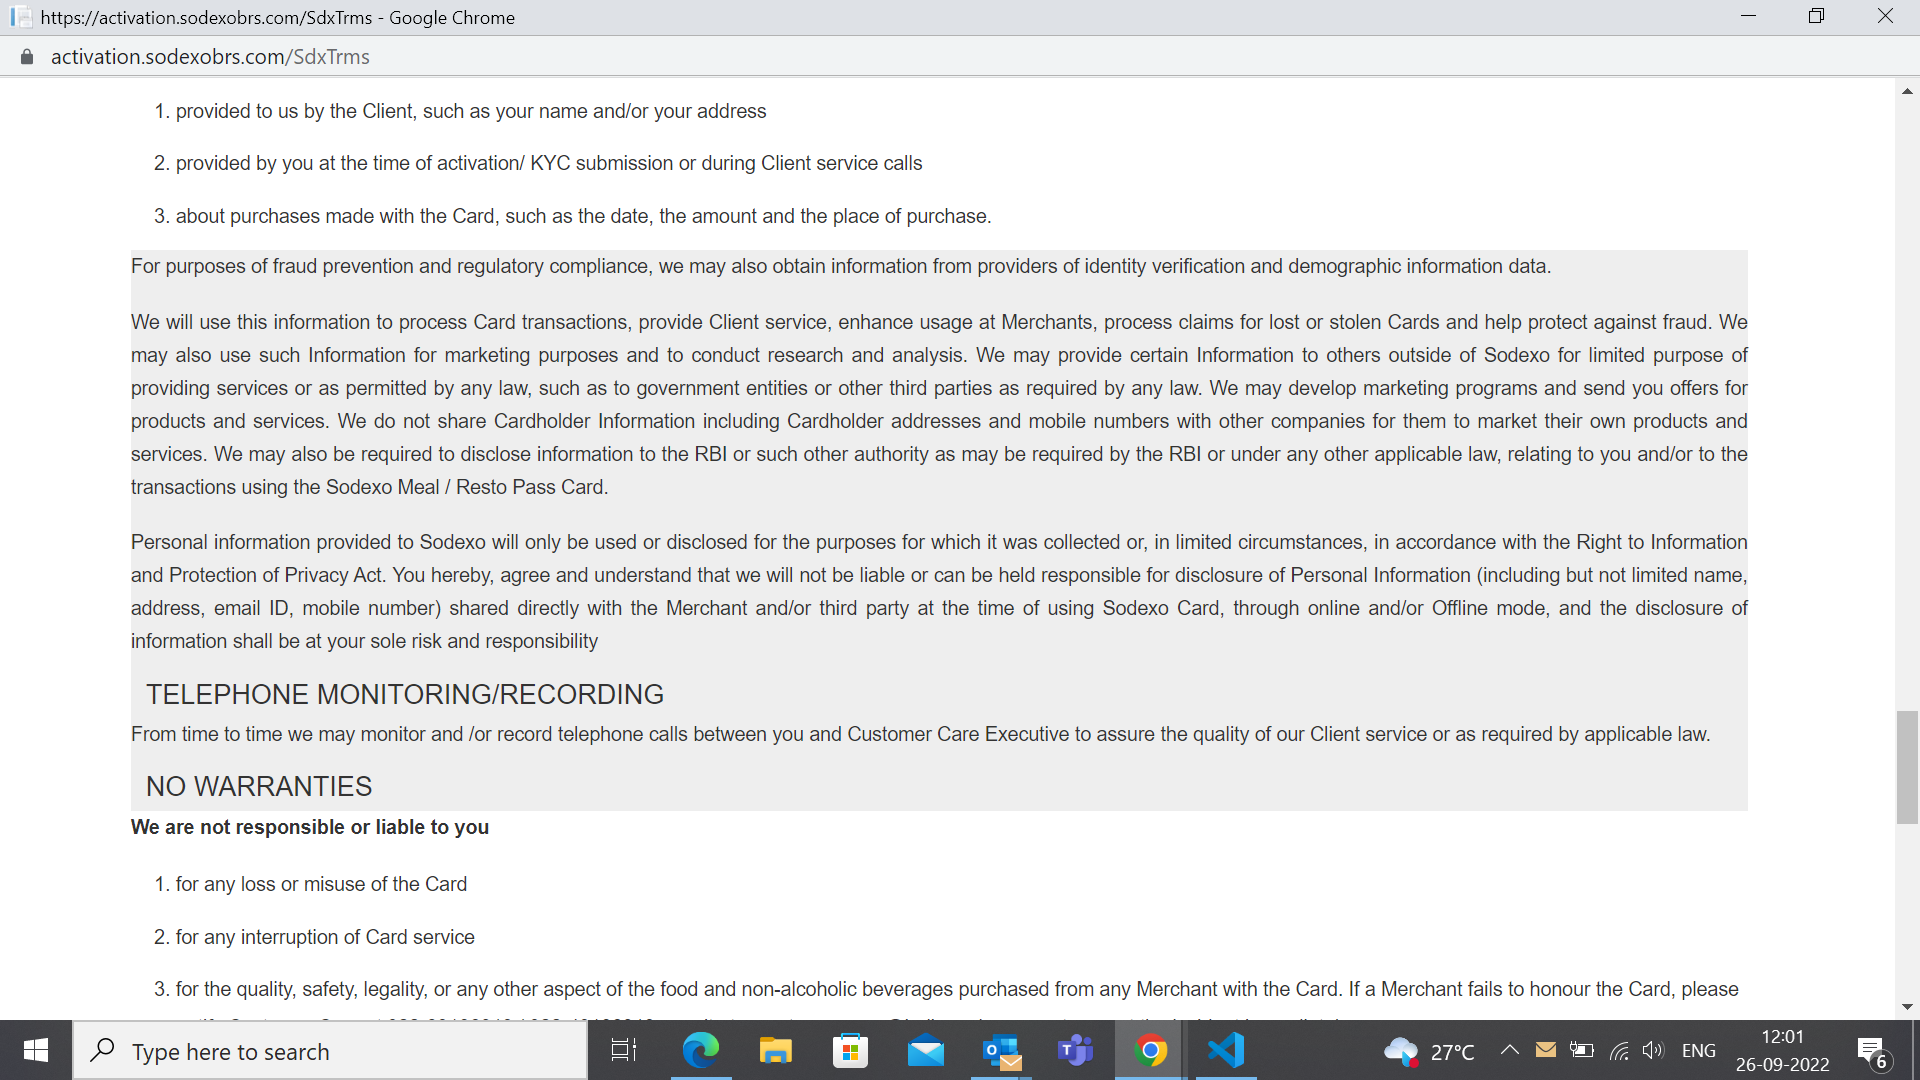 https://activation.sodexobrs.com/SdxTrms - Google Chrome
activation.sodexobrs.com/SdxTrms
1. provided to us by the Client, such as your name and/or your address
2. provided by you at the time of activation/ KYC submission or during Client service calls
3. about purchases made with the Card, such as the date, the amount and the place of purchase.
For purposes of fraud prevention and regulatory compliance, we may also obtain information from providers of identity verification and demographic information data.
We will use this information to process Card transactions, provide Client service, enhance usage at Merchants, process claims for lost or stolen Cards and help protect against fraud. We
may also use such Information for marketing purposes and to conduct research and analysis. We may provide certain Information to others outside of Sodexo for limited purpose of
providing services or as permitted by any law, such as to government entities or other third parties as required by any law. We may develop marketing programs and send you offers for
products and services. We do not share Cardholder Information including Cardholder addresses and mobile numbers with other companies for them to market their own products and
services. We may also be required to disclose information to the RBI or such other authority as may be required by the RBI or under any other applicable law, relating to you and/or to the
transactions using the Sodexo Meal / Resto Pass Card.
Personal information provided to Sodexo will only be used or disclosed for the purposes for which it was collected or, in limited circumstances, in accordance with the Right to Information
and Protection of Privacy Act. You hereby, agree and understand that we will not be liable or can be held responsible for disclosure of Personal Information (including but not limited name,
address, email ID, mobile number) shared directly with the Merchant and/or third party at the time of using Sodexo Card, through online and/or Offline mode, and the disclosure of
information shall be at your sole risk and responsibility
TELEPHONE MONITORING/RECORDING
From time to time we may monitor and /or record telephone calls between you and Customer Care Executive to assure the quality of our Client service or as required by applicable law.
NO WARRANTIES
We are not responsible or liable to you
1. for any loss or misuse of the Card
2. for any interruption of Card service
3. for the quality, safety, legality, or any other aspect of the food and non-alcoholic beverages purchased from any Merchant with the Card. If a Merchant fails to honour the Card, please
Type here to search
27°C
ENG
12:01
26-09-2022
6